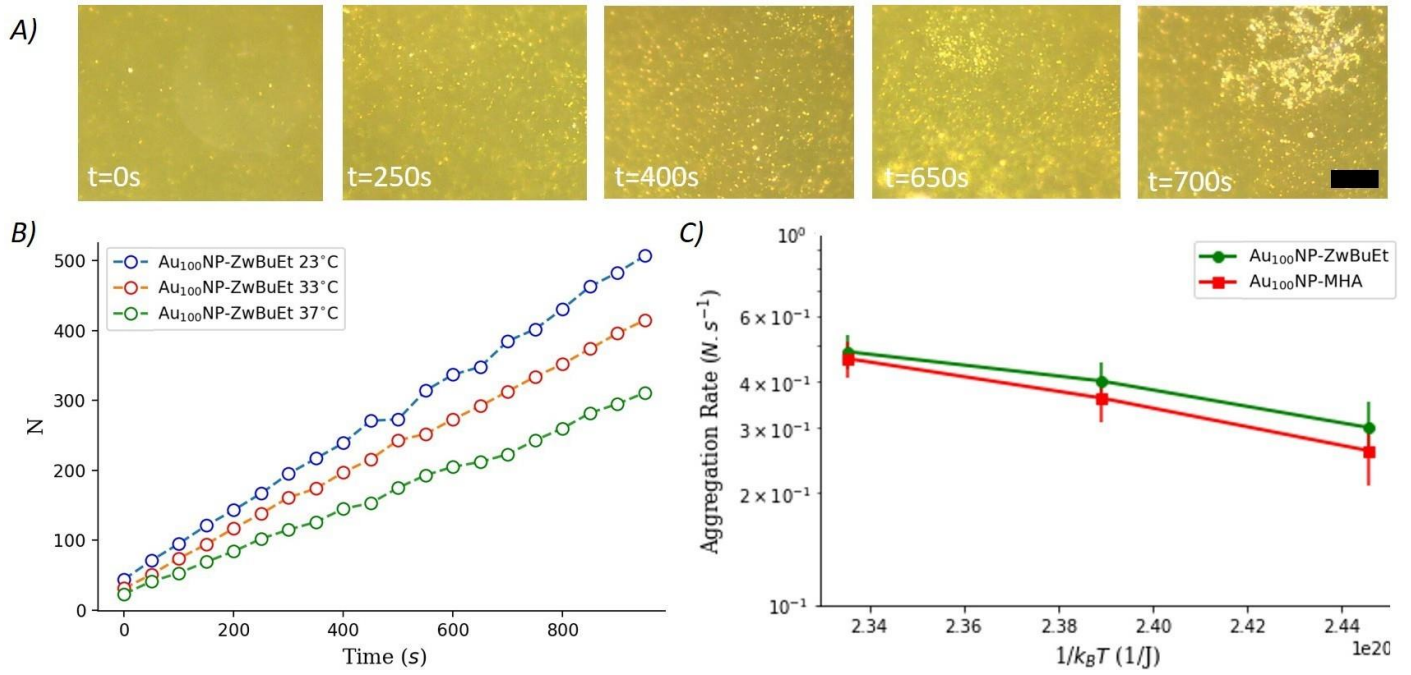 A)
t=0s
t=250s
t=400s
t=650s
t=700s
B)
Au₁₀₀NP-ZwBuEt 23°C
Au₁₀₀NP-ZwBuEt 33°C
Au₁₀₀NP-ZwBuEt 37°C
500
400
300
200
100
0
N
0 200 400 600 800
Time (s)
C)
Au₁₀₀NP-ZwBuEt
Au₁₀₀NP-MHA
10⁰
6 × 10⁻¹
4 × 10⁻¹
3 × 10⁻¹
2 × 10⁻¹
10⁻¹
Aggregation Rate (N.s⁻¹)
2.34 2.36 2.38 2.40 2.42 2.44
1e20
1/k_BT (1/J)